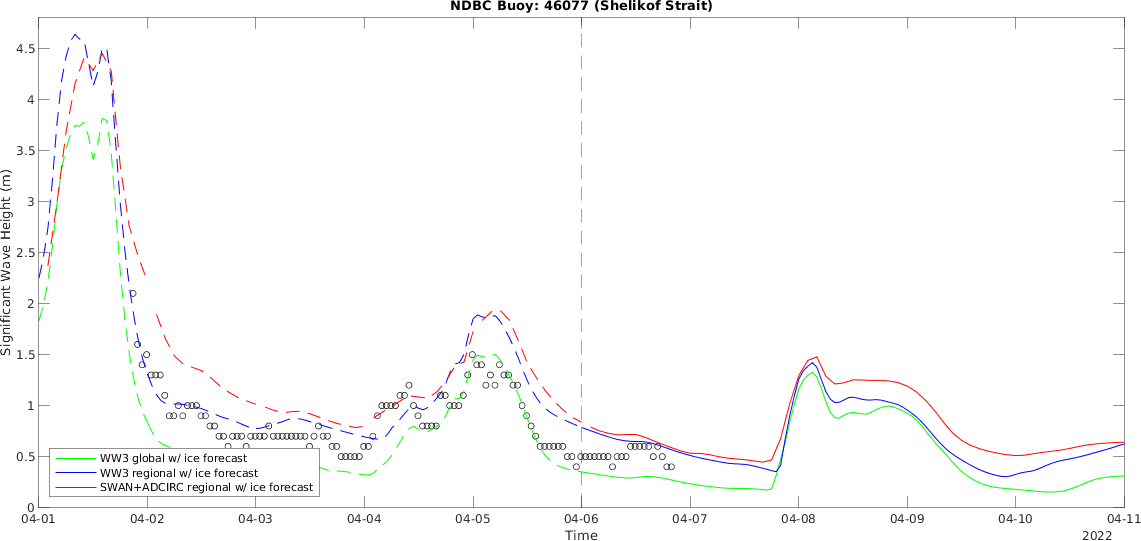 NDBC Buoy: 46077 (Shelikof Strait)
Significant Wave Height (m)
4.5
4
3.5
3
2.5
2
1.5
1
0.5
0
WW3 global w/ ice forecast
WW3 regional w/ ice forecast
SWAN+ADCIRC regional w/ ice forecast
04-01 04-02 04-03 04-04 04-05 04-06 04-07 04-08 04-09 04-10 04-11
Time
2022